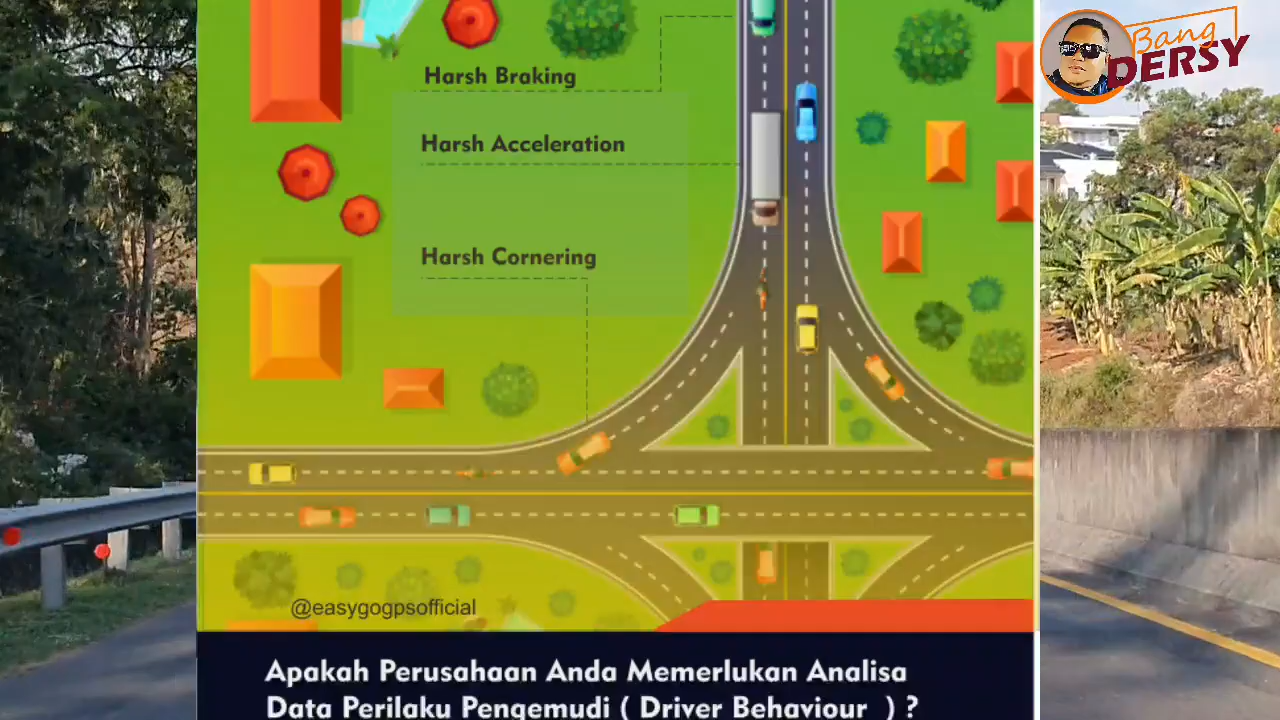 Bang
DERSY
Harsh Braking
Harsh Acceleration
Harsh Cornering
@easygogpsofficial
Apakah Perusahaan Anda Memerlukan Analisa
Data Perilaku Pengemudi ( Driver Behaviour ) ?